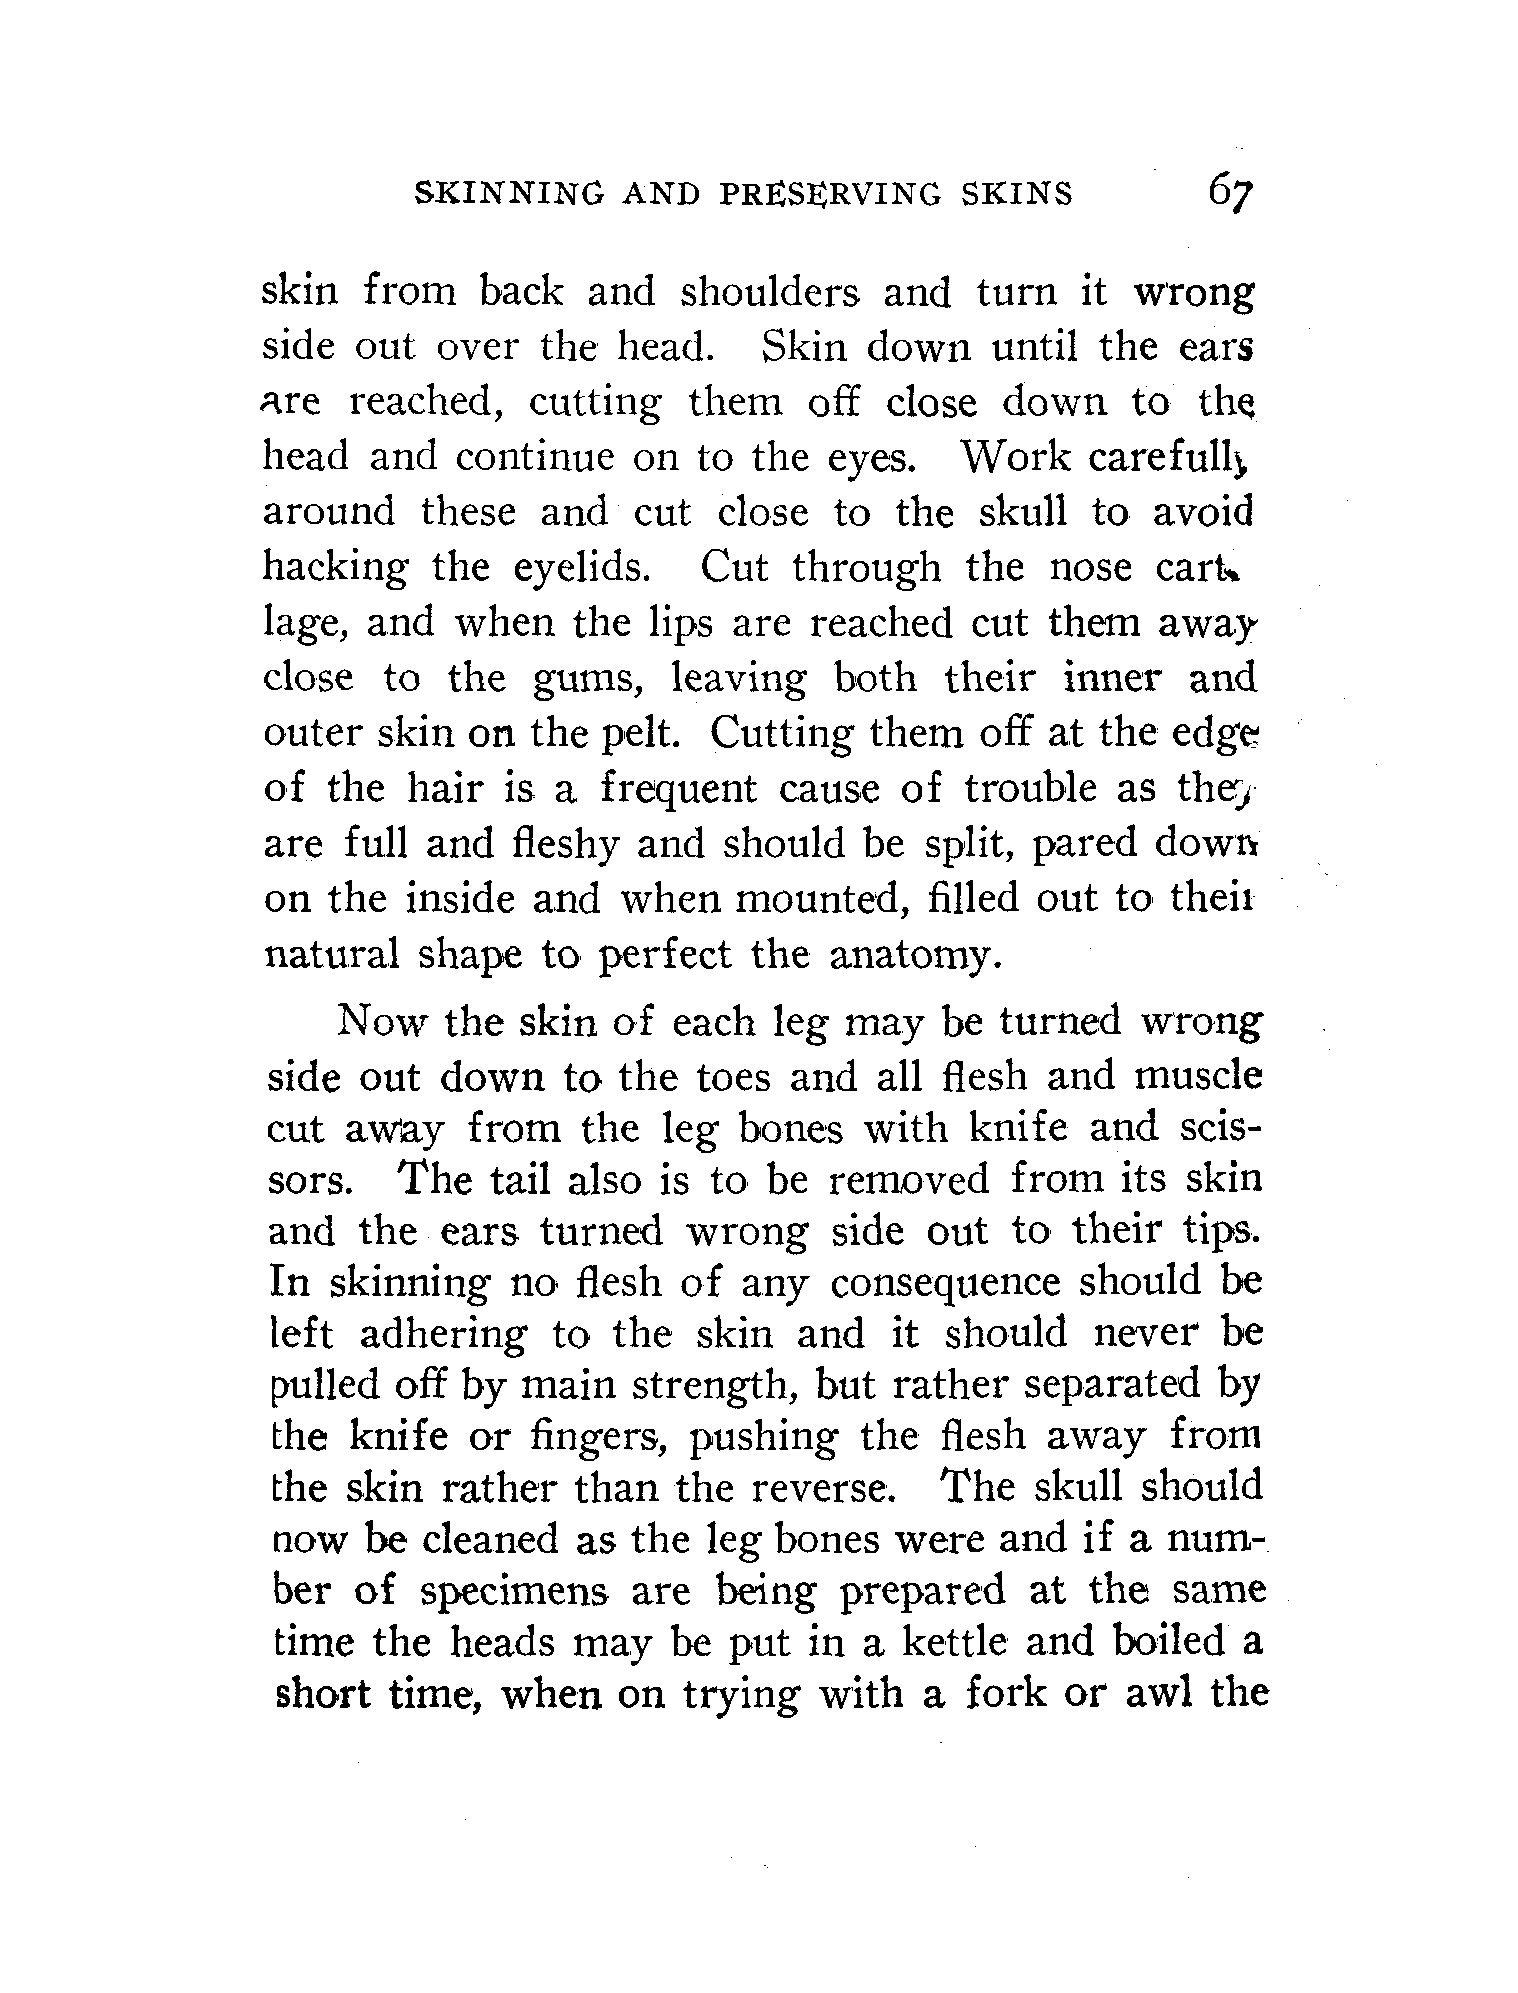 SKINNING AND PRESERVING SKINS 67
skin from back and shoulders and turn it wrong
side out over the head. Skin down until the ears
are reached, cutting them off close down to the
head and continue on to the eyes. Work carefully
around these and cut close to the skull to avoid
hacking the eyelids. Cut through the nose carti-
lage, and when the lips are reached cut them away
close to the gums, leaving both their inner and
outer skin on the pelt. Cutting them off at the edge
of the hair is a frequent cause of trouble as they
are full and fleshy and should be split, pared down
on the inside and when mounted, filled out to their
natural shape to perfect the anatomy.
Now the skin of each leg may be turned wrong
side out down to the toes and all flesh and muscle
cut away from the leg bones with knife and scis-
sors. The tail also is to be removed from its skin
and the ears turned wrong side out to their tips.
In skinning no flesh of any consequence should be
left adhering to the skin and it should never be
pulled off by main strength, but rather separated by
the knife or fingers, pushing the flesh away from
the skin rather than the reverse. The skull should
now be cleaned as the leg bones were and if a num-
ber of specimens are being prepared at the same
time the heads may be put in a kettle and boiled a
short time, when on trying with a fork or awl the